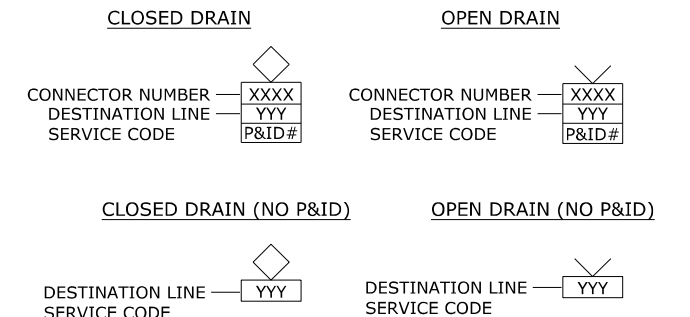 CLOSED DRAIN
OPEN DRAIN
CONNECTOR NUMBER XXXX
DESTINATION LINE YYY
SERVICE CODE P&ID#
CONNECTOR NUMBER XXXX
DESTINATION LINE YYY
SERVICE CODE P&ID#
CLOSED DRAIN (NO P&ID)
OPEN DRAIN (NO P&ID)
DESTINATION LINE YYY
SERVICE CODE
DESTINATION LINE YYY
SERVICE CODE